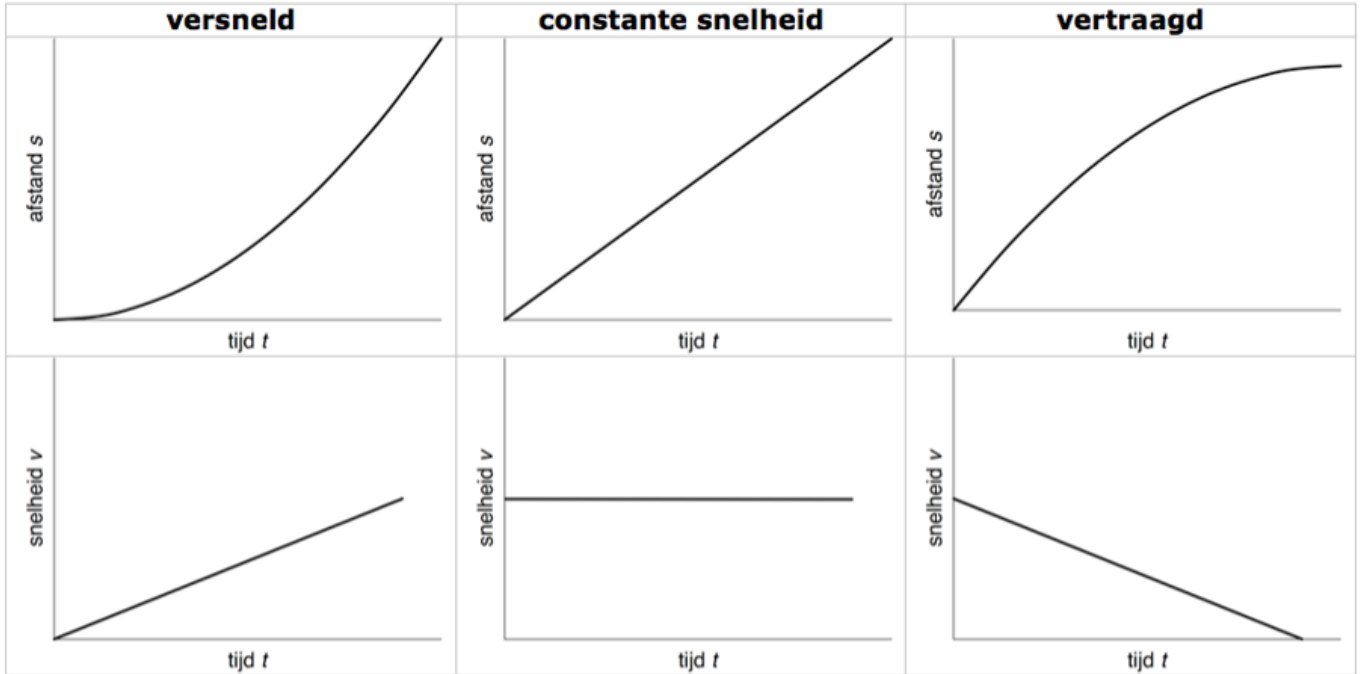 versneld
constante snelheid
vertraagd
afstand s
tijd t
afstand s
tijd t
afstand s
tijd t
snelheid v
tijd t
snelheid v
tijd t
snelheid v
tijd t